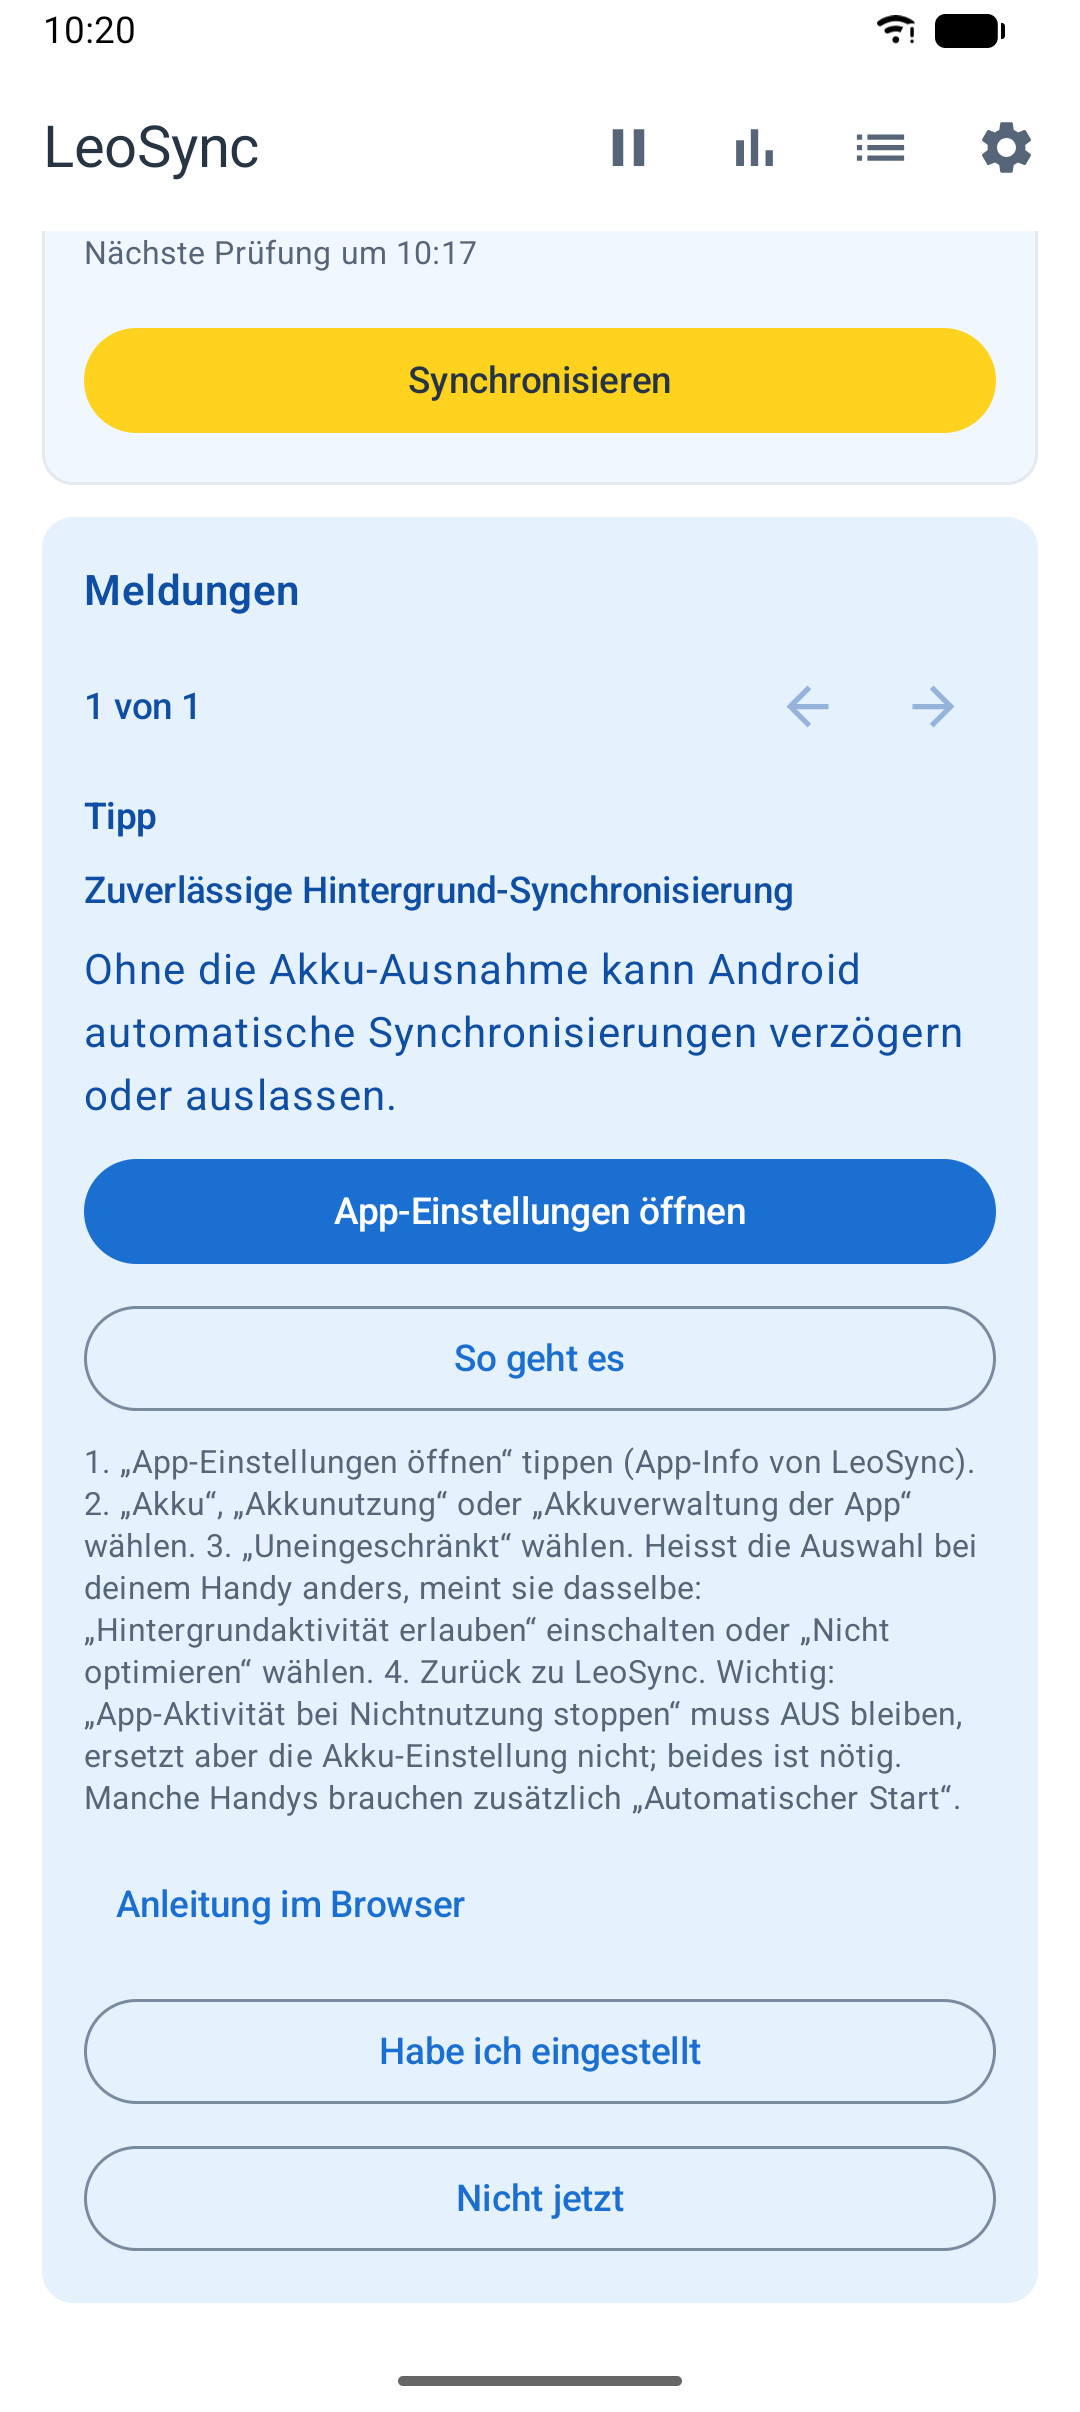 10:20
LeoSync
Nächste Prüfung um 10:17
Synchronisieren
Meldungen
1 von 1
Tipp
Zuverlässige Hintergrund-Synchronisierung
Ohne die Akku-Ausnahme kann Android
automatische Synchronisierungen verzögern
oder auslassen.
App-Einstellungen öffnen
So geht es
1. „App-Einstellungen öffnen“ tippen (App-Info von LeoSync).
2. „Akku“, „Akkunutzung“ oder „Akkuverwaltung der App“
wählen. 3. „Uneingeschränkt“ wählen. Heisst die Auswahl bei
deinem Handy anders, meint sie dasselbe:
„Hintergrundaktivität erlauben“ einschalten oder „Nicht
optimieren“ wählen. 4. Zurück zu LeoSync. Wichtig:
„App-Aktivität bei Nichtnutzung stoppen“ muss AUS bleiben,
ersetzt aber die Akku-Einstellung nicht; beides ist nötig.
Manche Handys brauchen zusätzlich „Automatischer Start“.
Anleitung im Browser
Habe ich eingestellt
Nicht jetzt